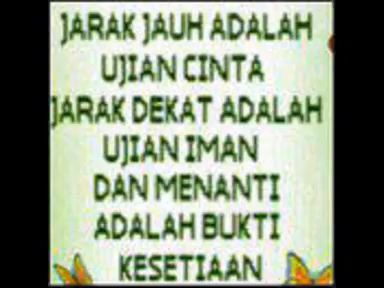 JARAK JAUH ADALAH
UJIAN CINTA
JARAK DEKAT ADALAH
UJIAN IMAN
DAN MENANTI
ADALAH BUKTI
KESETIAAN